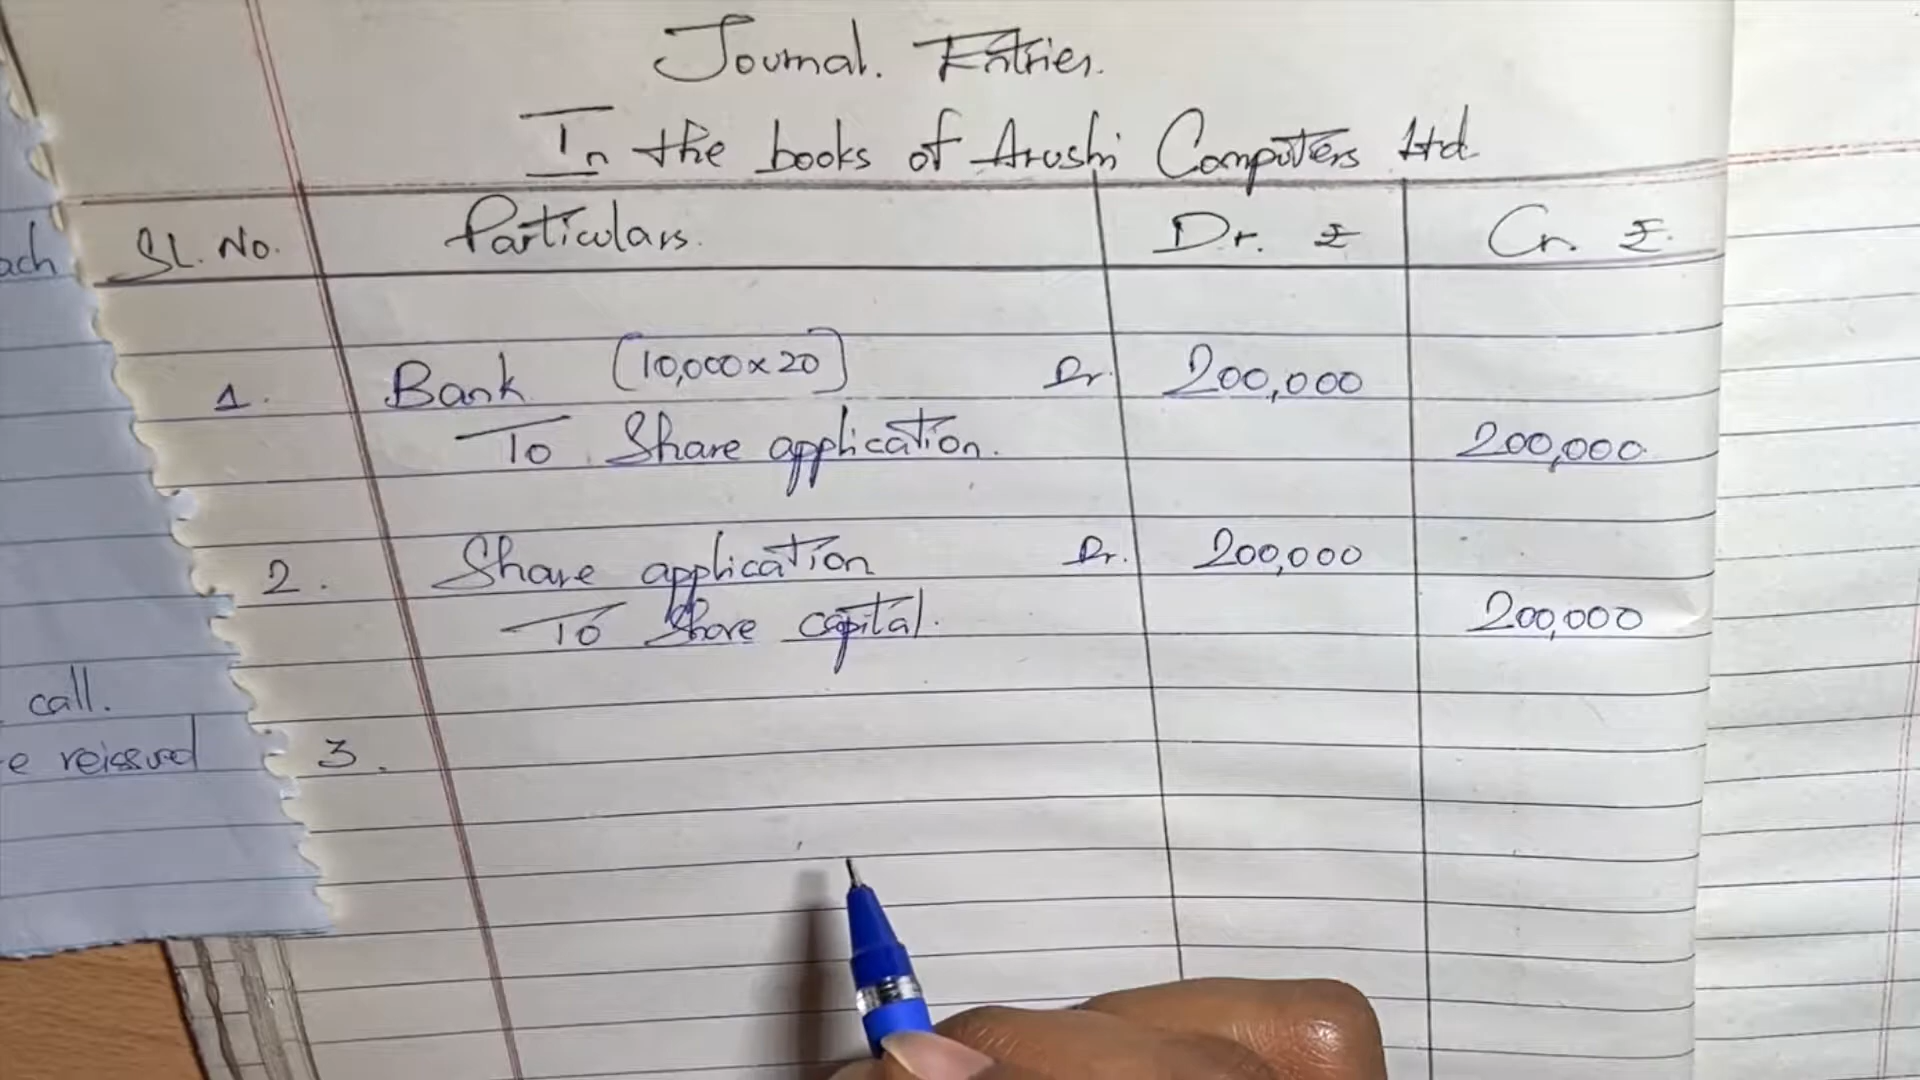 Journal. Entries.
In the books of Arushi Computers Ltd
SL. No. Particulars. Dr. ₹ Cr. ₹.
ach
1. Bank [10,000 x 20] Dr. 200,000
To Share application. 200,000
2. Share application Dr. 200,000
To Share capital. 200,000
call.
e reissued
3.